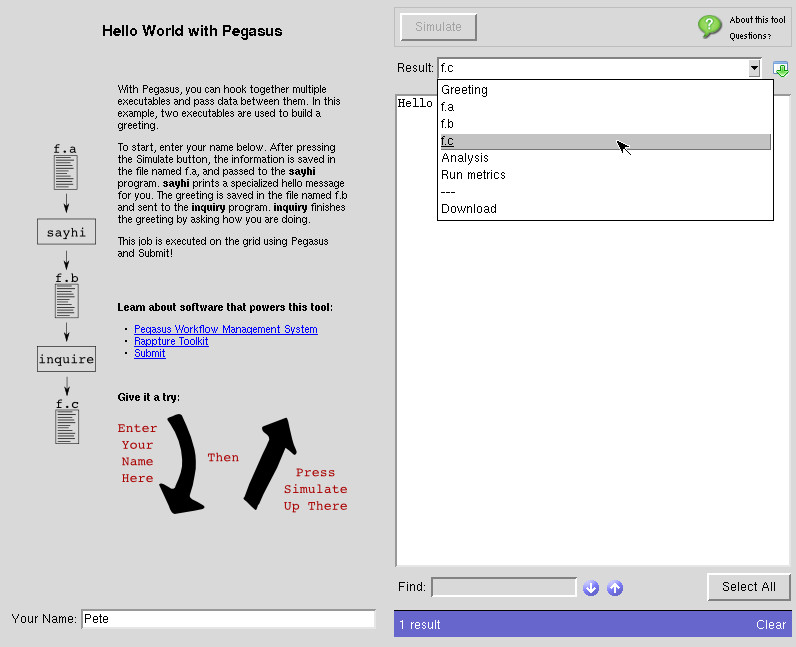 Hello World with Pegasus
With Pegasus, you can hook together multiple
executables and pass data between them. In this
example, two executables are used to build a
greeting.
To start, enter your name below. After pressing
the Simulate button, the information is saved in
the file named f.a, and passed to the sayhi
program. sayhi prints a specialized hello message
for you. The greeting is saved in the file named f.b
and sent to the inquiry program. inquiry finishes
the greeting by asking how you are doing.
This job is executed on the grid using Pegasus
and Submit!
f.a
sayhi
f.b
inquire
f.c
Learn about software that powers this tool:
• Pegasus Workflow Management System
• Rappture Toolkit
• Submit
Give it a try:
Enter
Your
Name
Here
Then
Press
Simulate
Up There
Your Name: Pete
Simulate
About this tool
Questions?
Result: f.c
Hello
Greeting
f.a
f.b
f.c
Analysis
Run metrics
---
Download
Find:
Select All
1 result
Clear